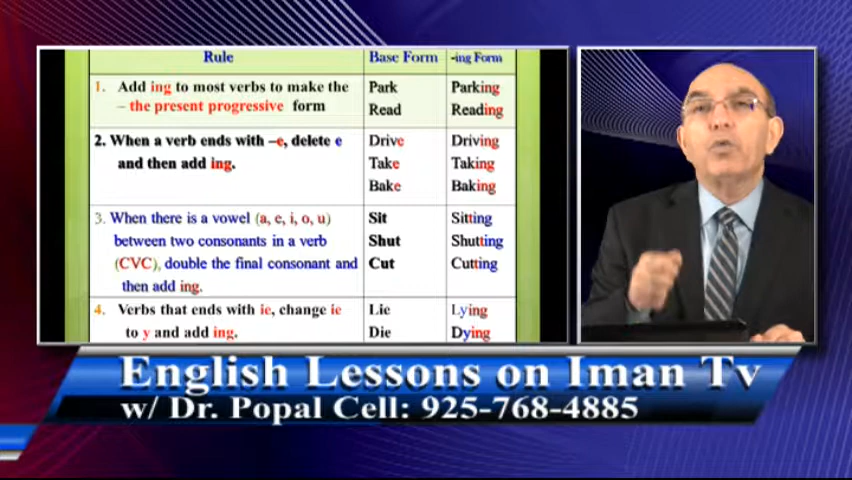 Rule Base Form -ing Form
1. Add ing to most verbs to make the Park Parking
– the present progressive form Read Reading
2. When a verb ends with –e, delete e Drive Driving
and then add ing. Take Taking
Bake Baking
3. When there is a vowel (a, e, i, o, u) Sit Sitting
between two consonants in a verb Shut Shutting
(CVC), double the final consonant and Cut Cutting
then add ing.
4. Verbs that ends with ie, change ie Lie Lying
to y and add ing. Die Dying
English Lessons on Iman Tv
w/ Dr. Popal Cell: 925-768-4885